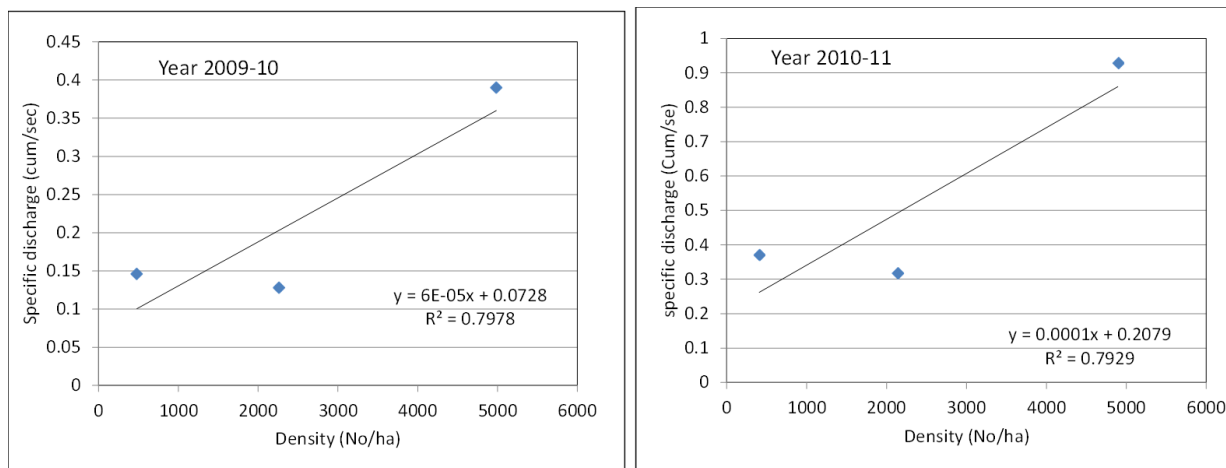 Year 2009-10
Specific discharge (cum/sec)
0.45
0.4
0.35
0.3
0.25
0.2
0.15
0.1
0.05
0
y = 6E-05x + 0.0728
R² = 0.7978
0 1000 2000 3000 4000 5000 6000
Density (No/ha)
Year 2010-11
specific discharge (Cum/se)
1
0.9
0.8
0.7
0.6
0.5
0.4
0.3
0.2
0.1
0
y = 0.0001x + 0.2079
R² = 0.7929
0 1000 2000 3000 4000 5000 6000
Density (No/ha)